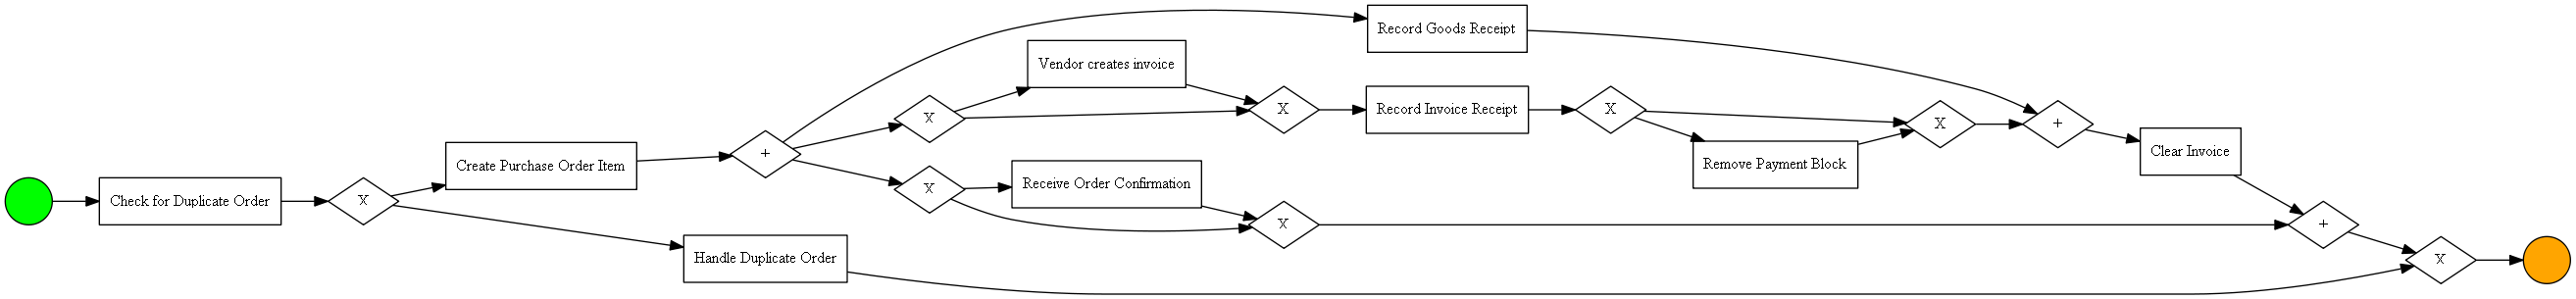 Check for Duplicate Order
X
Create Purchase Order Item
Handle Duplicate Order
+
X
X
Vendor creates invoice
Receive Order Confirmation
X
X
Record Goods Receipt
Record Invoice Receipt
X
Remove Payment Block
X
+
Clear Invoice
+
X